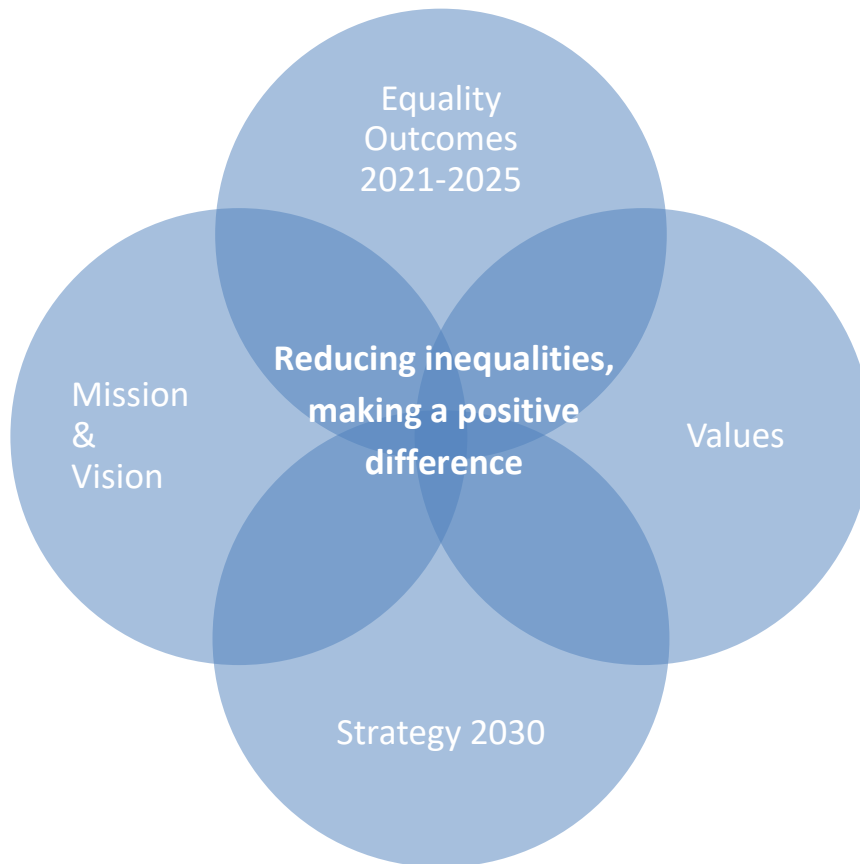 Equality
Outcomes
2021-2025
Reducing inequalities,
making a positive
difference
Mission
&
Vision
Values
Strategy 2030